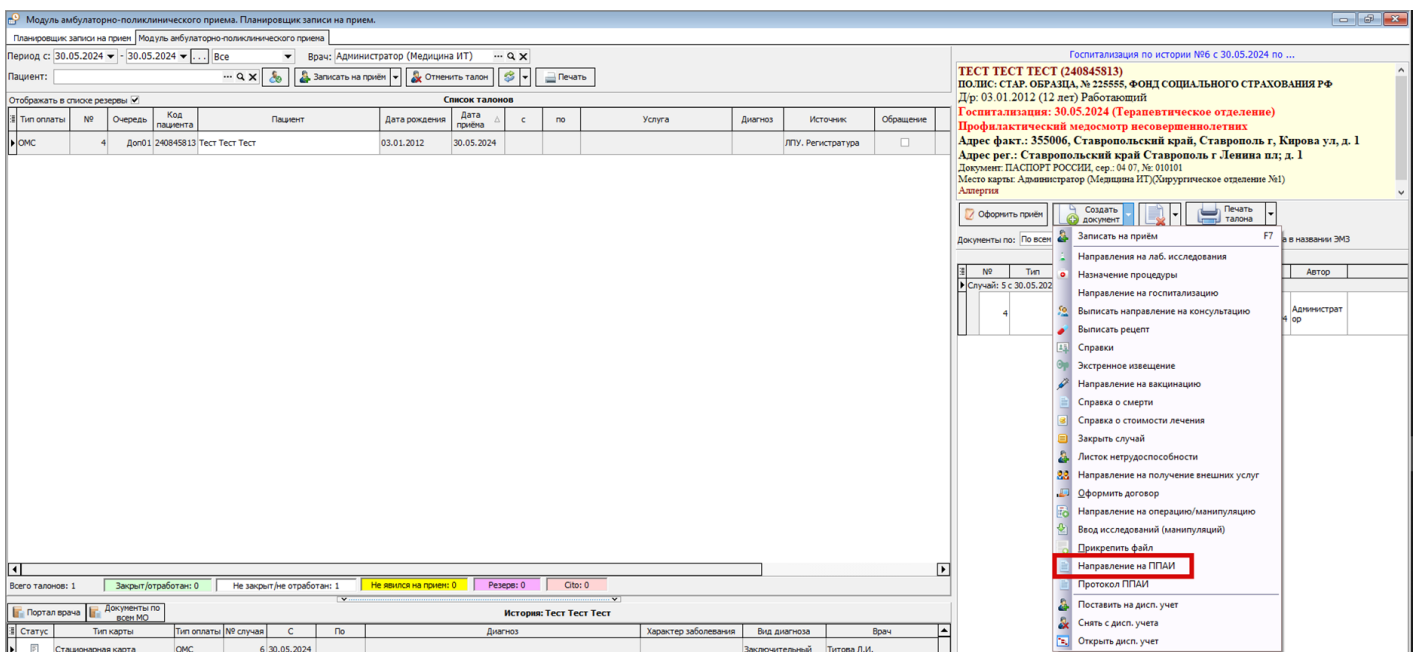 Модуль амбулаторно-поликлинического приема. Планировщик записи на прием.
Планировщик записи на прием Модуль амбулаторно-поликлинического приема
Период с: 30.05.2024 - 30.05.2024 ... Все Врач: Администратор (Медицина ИТ)
Пациент: Записать на приём Отменить талон Печать
Отображать в списке резервы Список талонов
Тип оплаты № Очередь Код пациента Пациент Дата рождения Дата приёма с по Услуга Диагноз Источник Обращение
ОМС 4 Доп01 240845813 Тест Тест Тест 03.01.2012 30.05.2024 ЛПУ. Регистратура
Всего талонов: 1 Закрыт/отработан: 0 Не закрыт/не отработан: 1 Не явился на прием: 0 Резерв: 0 Cito: 0
Портал врача Документы по всем МО История: Тест Тест Тест
Статус Тип карты Тип оплаты № случая С По Диагноз Характер заболевания Вид диагноза Врач
Стационарная карта ОМС 6 30.05.2024 Заключительный Титова Л.И.
Госпитализация по истории №6 с 30.05.2024 по ...
ТЕСТ ТЕСТ ТЕСТ (240845813)
ПОЛИС: СТАР. ОБРАЗЦА, № 225555, ФОНД СОЦИАЛЬНОГО СТРАХОВАНИЯ РФ
Д/р: 03.01.2012 (12 лет) Работающий
Госпитализация: 30.05.2024 (Терапевтическое отделение)
Профилактический медосмотр несовершеннолетних
Адрес факт.: 355006, Ставропольский край, Ставрополь г, Кирова ул, д. 1
Адрес рег.: Ставропольский край Ставрополь г Ленина пл; д. 1
Документ: ПАСПОРТ РОССИИ, сер.: 04 07, №: 010101
Место карты: Администратор (Медицина ИТ)(Хирургическое отделение №1)
Аллергия
Оформить приём Создать документ Печать талона
Документы по: По всем а в названии ЭМЗ
№ Тип Автор
Случай: 5 с 30.05.202
4 4 Администрат
ор
Записать на приём F7
Направления на лаб. исследования
Назначение процедуры
Направление на госпитализацию
Выписать направление на консультацию
Выписать рецепт
Справки
Экстренное извещение
Направление на вакцинацию
Справка о смерти
Справка о стоимости лечения
Закрыть случай
Листок нетрудоспособности
Направление на получение внешних услуг
Оформить договор
Направление на операцию/манипуляцию
Ввод исследований (манипуляций)
Прикрепить файл
Направление на ППАИ
Протокол ППАИ
Поставить на дисп. учет
Снять с дисп. учета
Открыть дисп. учет